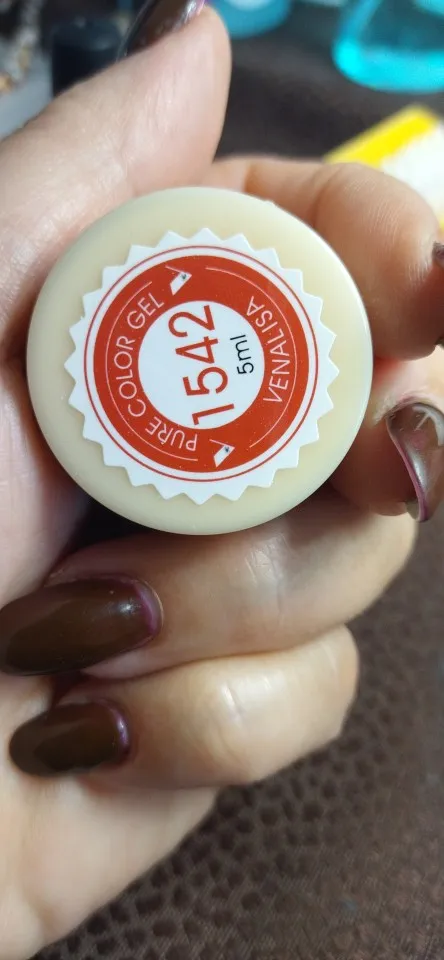 PURE COLOR GEL
1542
5ml
VENALISA